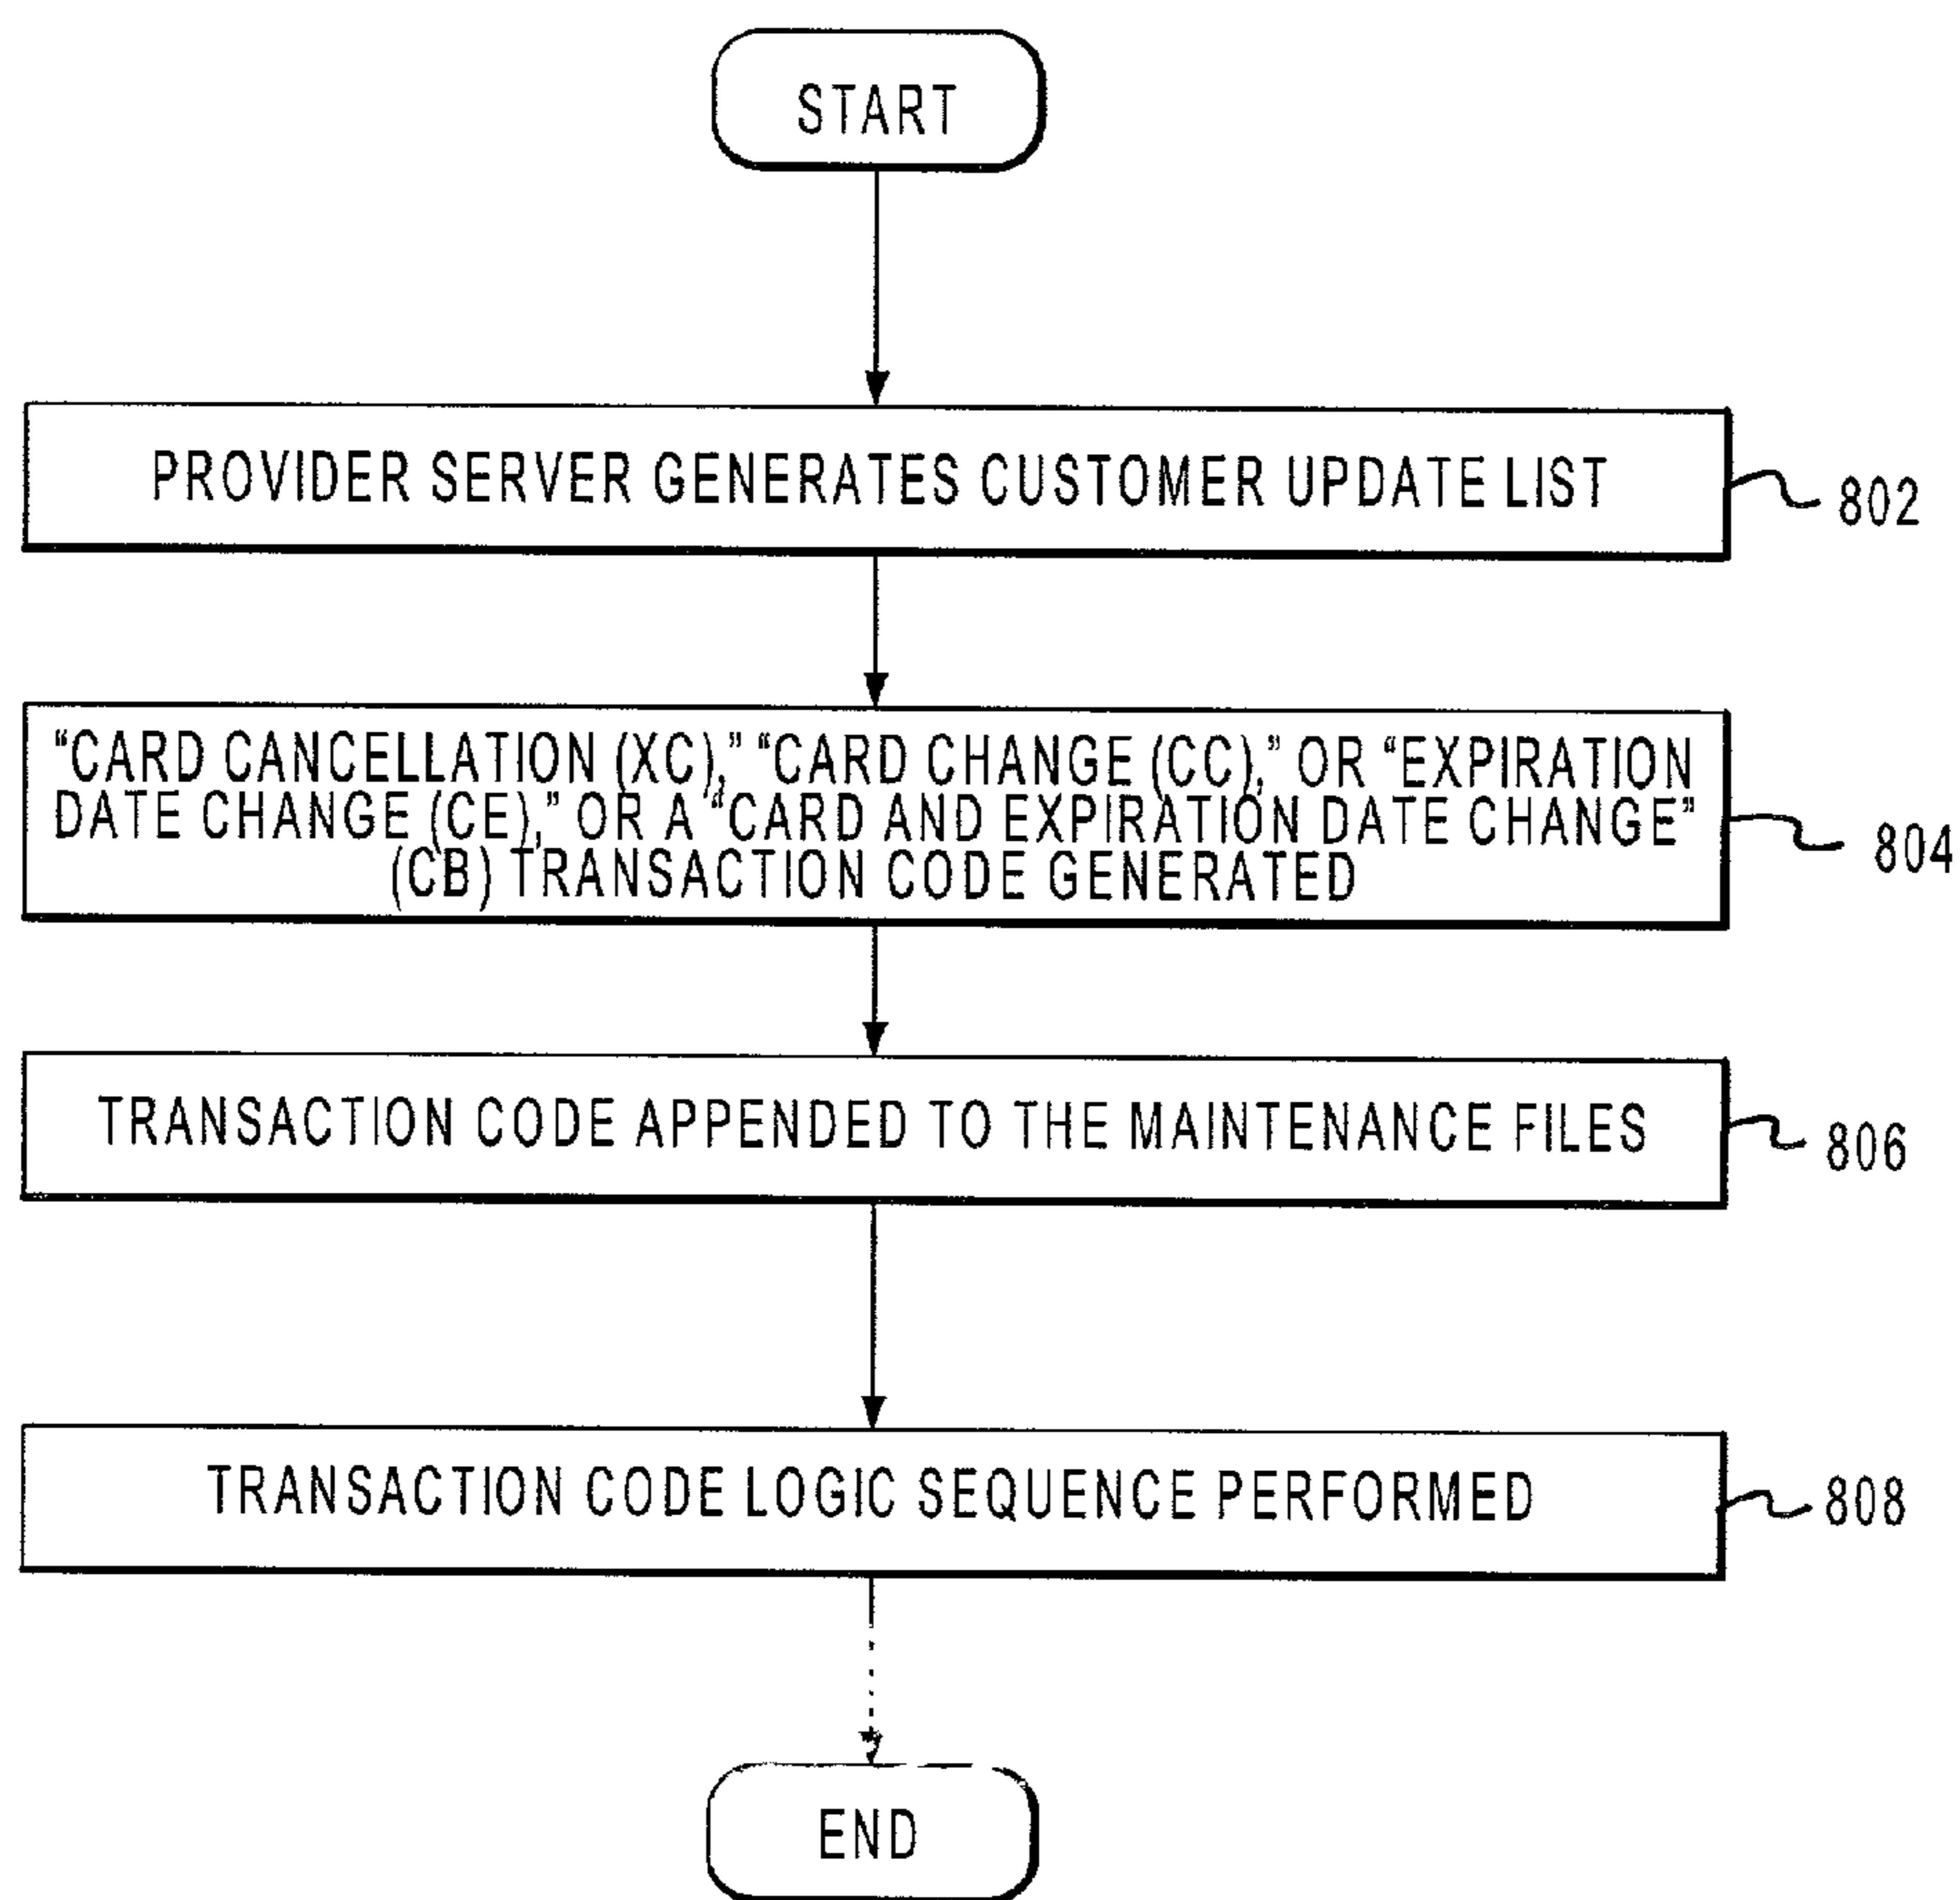 START
PROVIDER SERVER GENERATES CUSTOMER UPDATE LIST
802
“CARD CANCELLATION (XC),” “CARD CHANGE (CC),” OR “EXPIRATION
DATE CHANGE (CE),” OR A “CARD AND EXPIRATION DATE CHANGE”
(CB) TRANSACTION CODE GENERATED
804
TRANSACTION CODE APPENDED TO THE MAINTENANCE FILES
806
TRANSACTION CODE LOGIC SEQUENCE PERFORMED
808
END